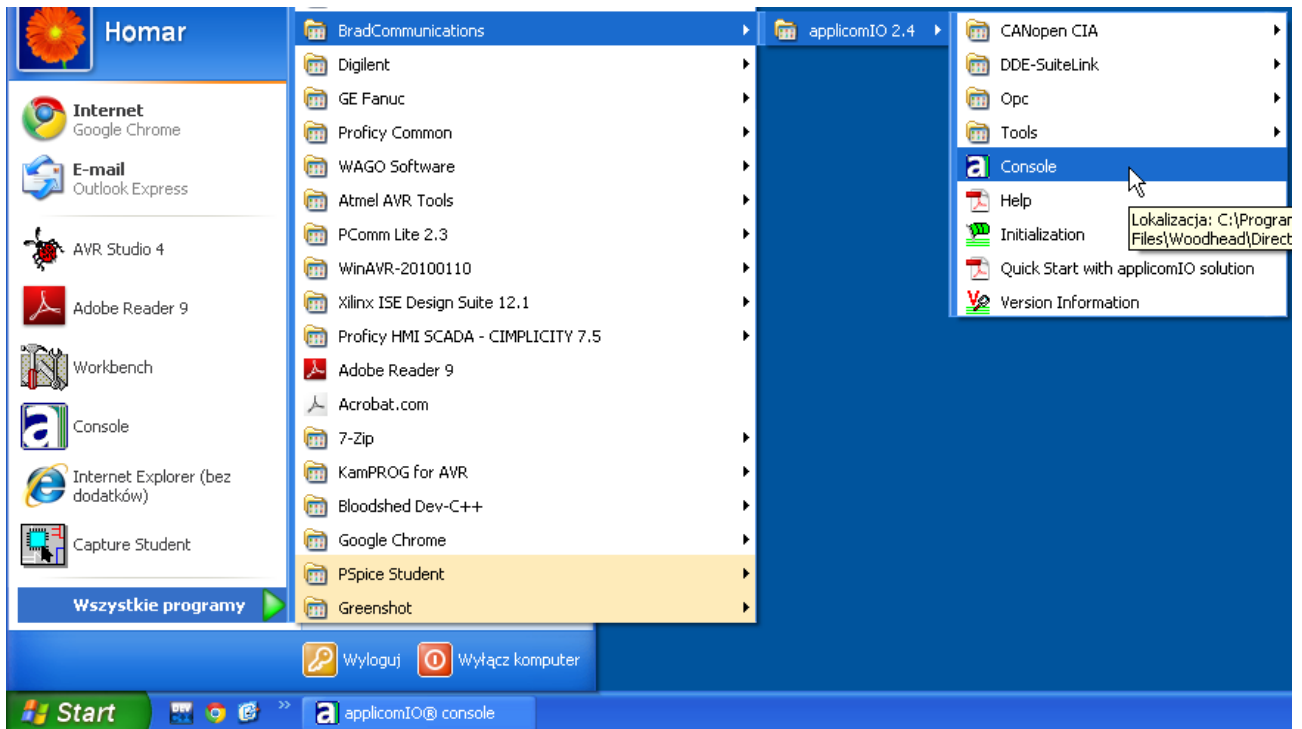 Homar
Internet
Google Chrome
E-mail
Outlook Express
AVR Studio 4
Adobe Reader 9
Workbench
Console
Internet Explorer (bez
dodatków)
Capture Student
Wszystkie programy
BradCommunications
Digilent
GE Fanuc
Proficy Common
WAGO Software
Atmel AVR Tools
PComm Lite 2.3
WinAVR-20100110
Xilinx ISE Design Suite 12.1
Proficy HMI SCADA - CIMPLICITY 7.5
Adobe Reader 9
Acrobat.com
7-Zip
KamPROG for AVR
Bloodshed Dev-C++
Google Chrome
PSpice Student
Greenshot
applicomIO 2.4
CANopen CIA
DDE-SuiteLink
Opc
Tools
Console
Help
Initialization
Quick Start with applicomIO solution
Version Information
Lokalizacja: C:\Program
Files\Woodhead\Direct
Wyloguj
Wyłącz komputer
Start
DEV
»
applicomIO® console